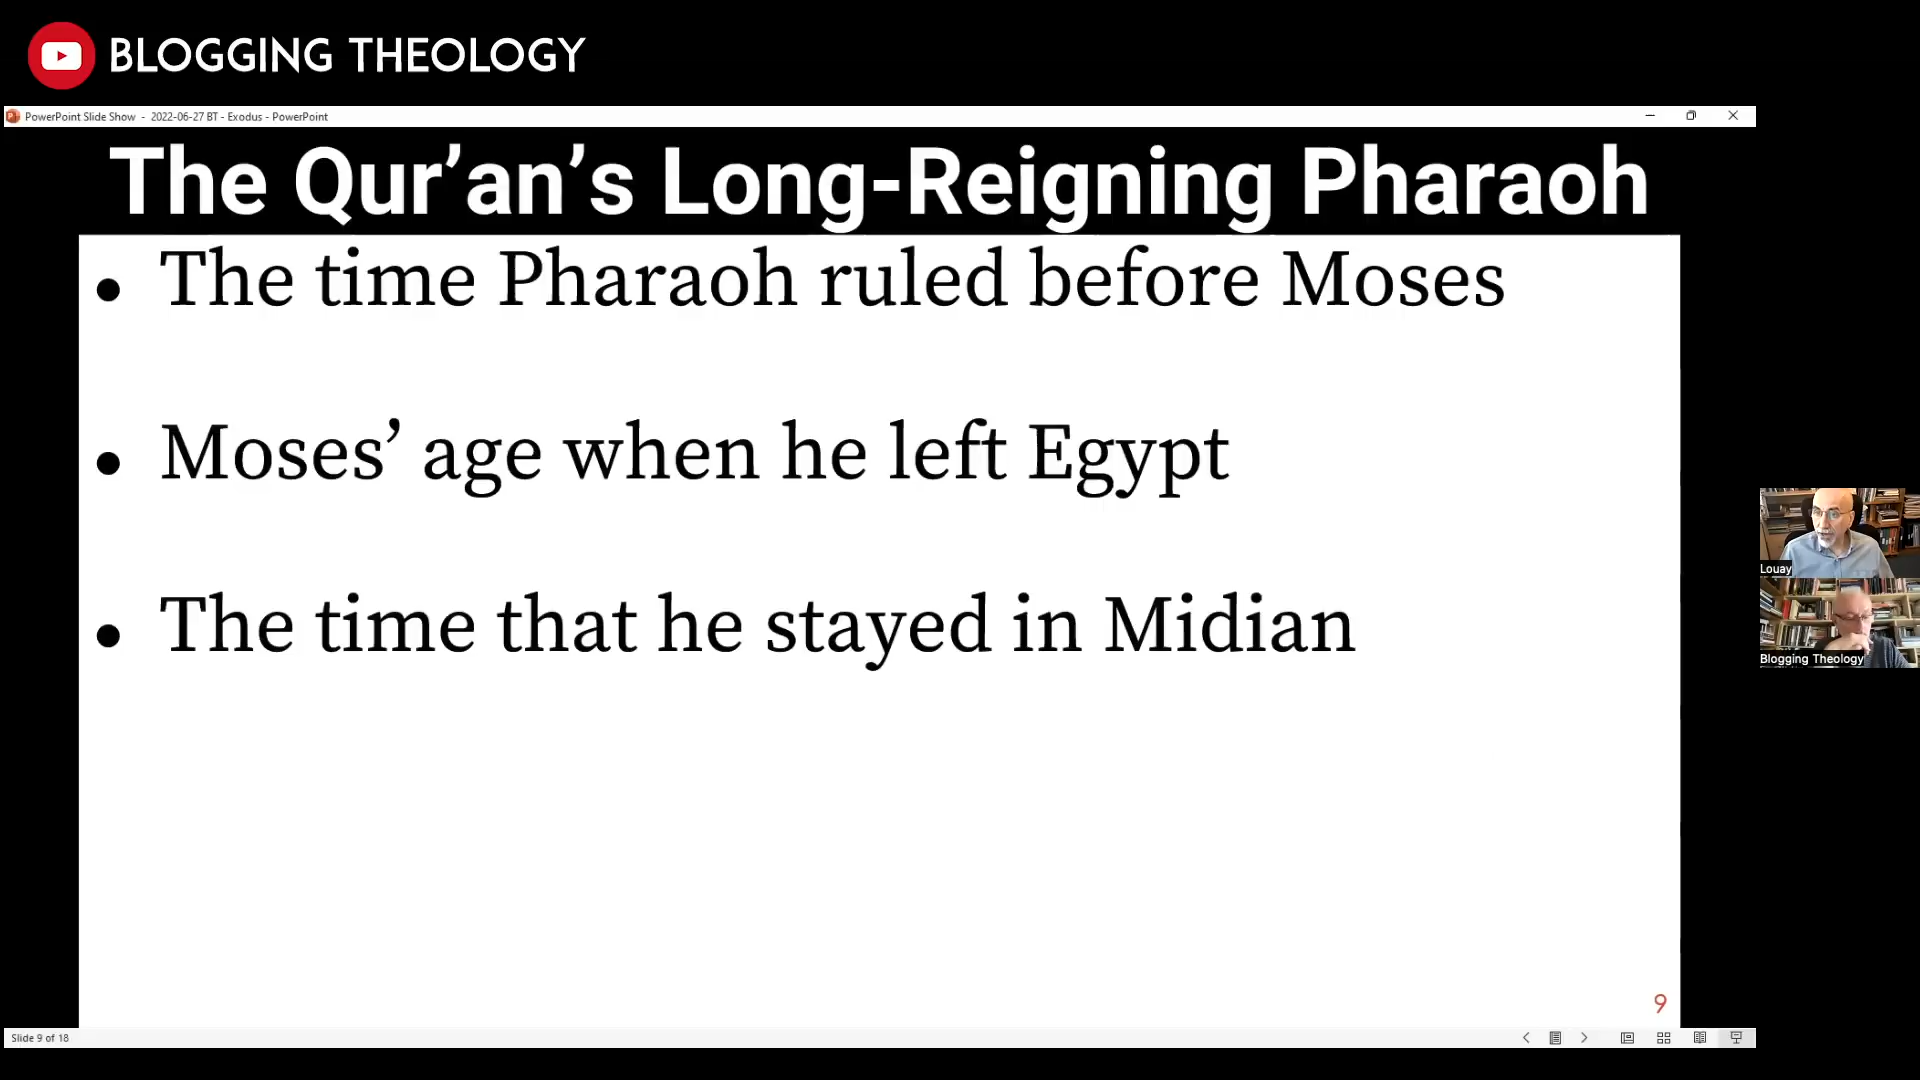 BLOGGING THEOLOGY
PowerPoint Slide Show - 2022-06-27 BT - Exodus - PowerPoint
The Qur’an’s Long-Reigning Pharaoh
• The time Pharaoh ruled before Moses
• Moses’ age when he left Egypt
• The time that he stayed in Midian
Louay
Blogging Theology
9
Slide 9 of 18